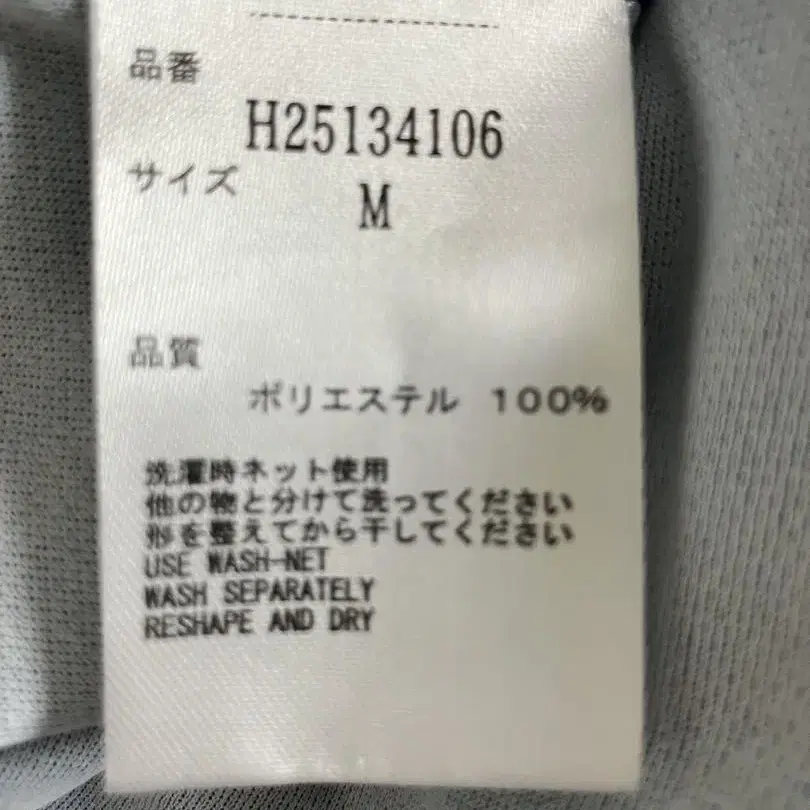 品番
H25134106
サイズ
M
品質
ポリエステル 100%
洗濯時ネット使用
他の物と分けて洗ってください
形を整えてから干してください
USE WASH-NET
WASH SEPARATELY
RESHAPE AND DRY